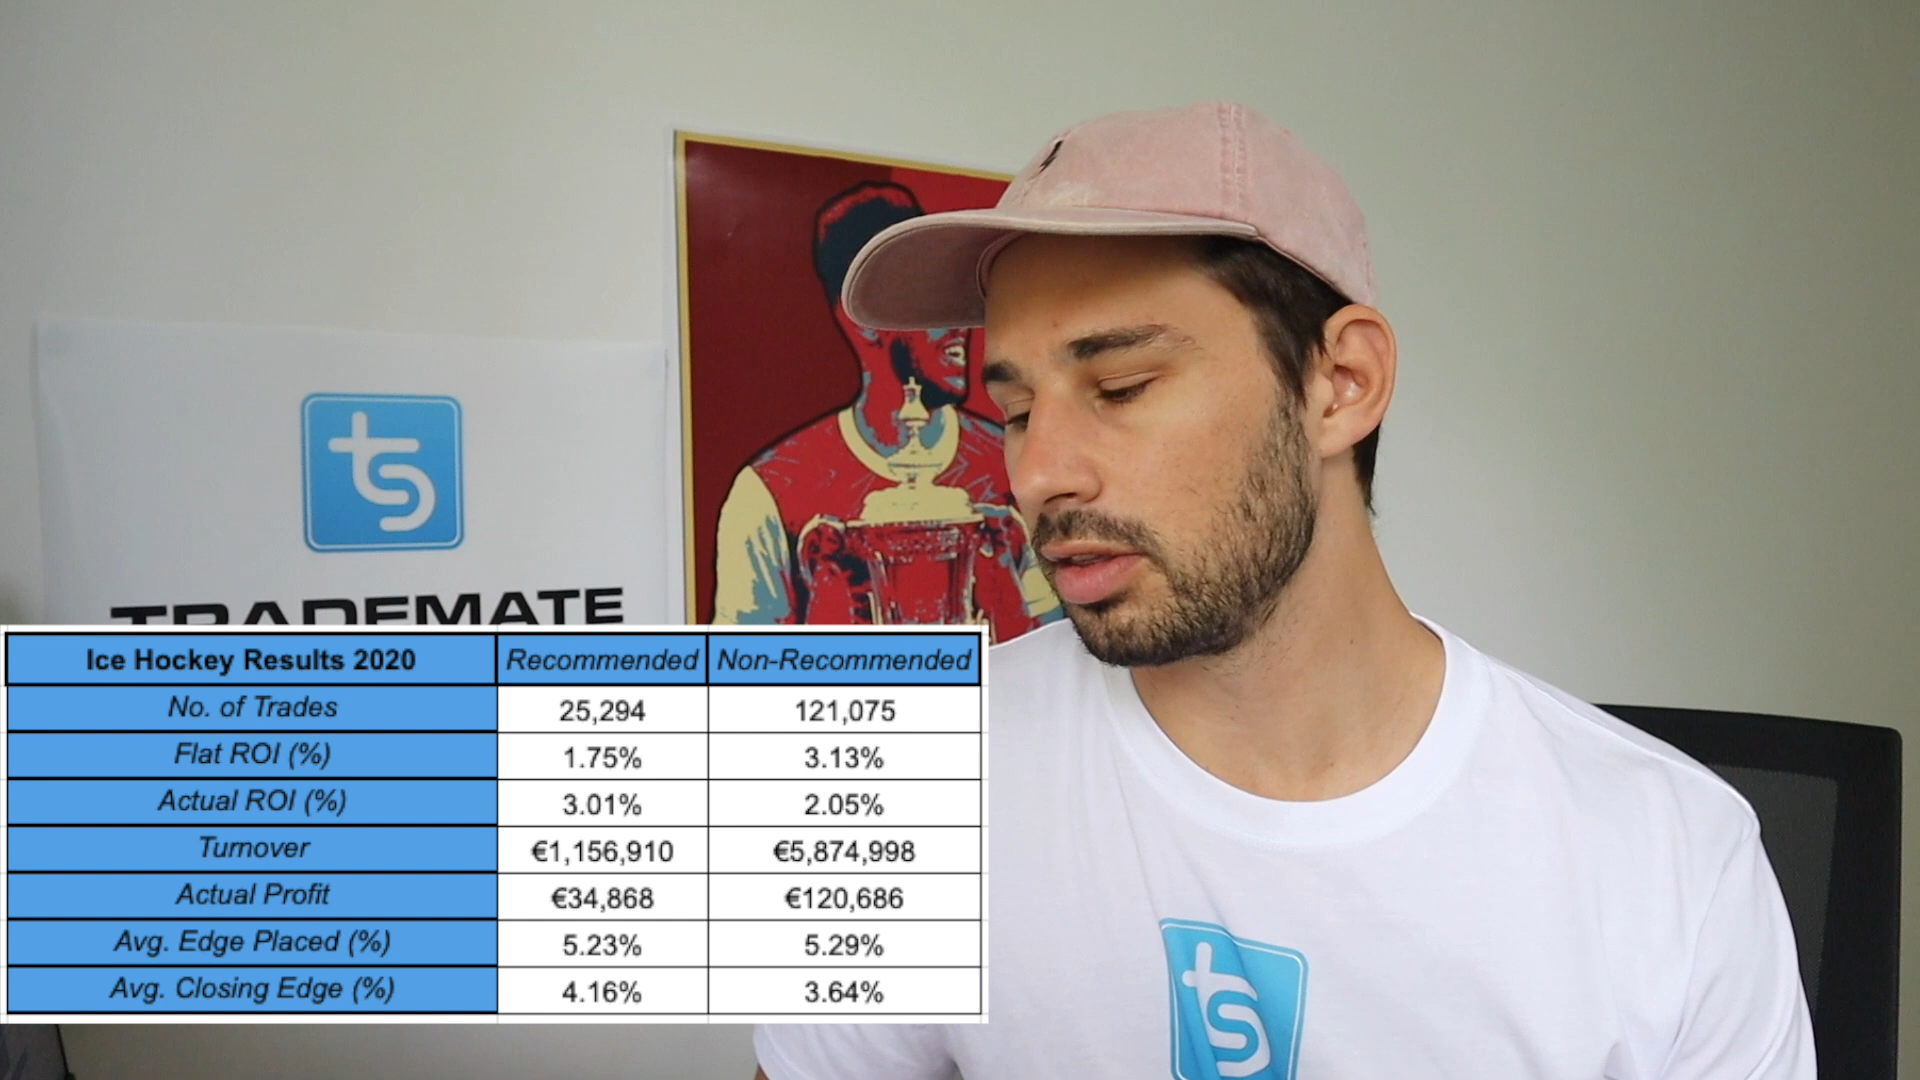 ts
TRADEMATE
Ice Hockey Results 2020 Recommended Non-Recommended
No. of Trades 25,294 121,075
Flat ROI (%) 1.75% 3.13%
Actual ROI (%) 3.01% 2.05%
Turnover €1,156,910 €5,874,998
Actual Profit €34,868 €120,686
Avg. Edge Placed (%) 5.23% 5.29%
Avg. Closing Edge (%) 4.16% 3.64%
ts